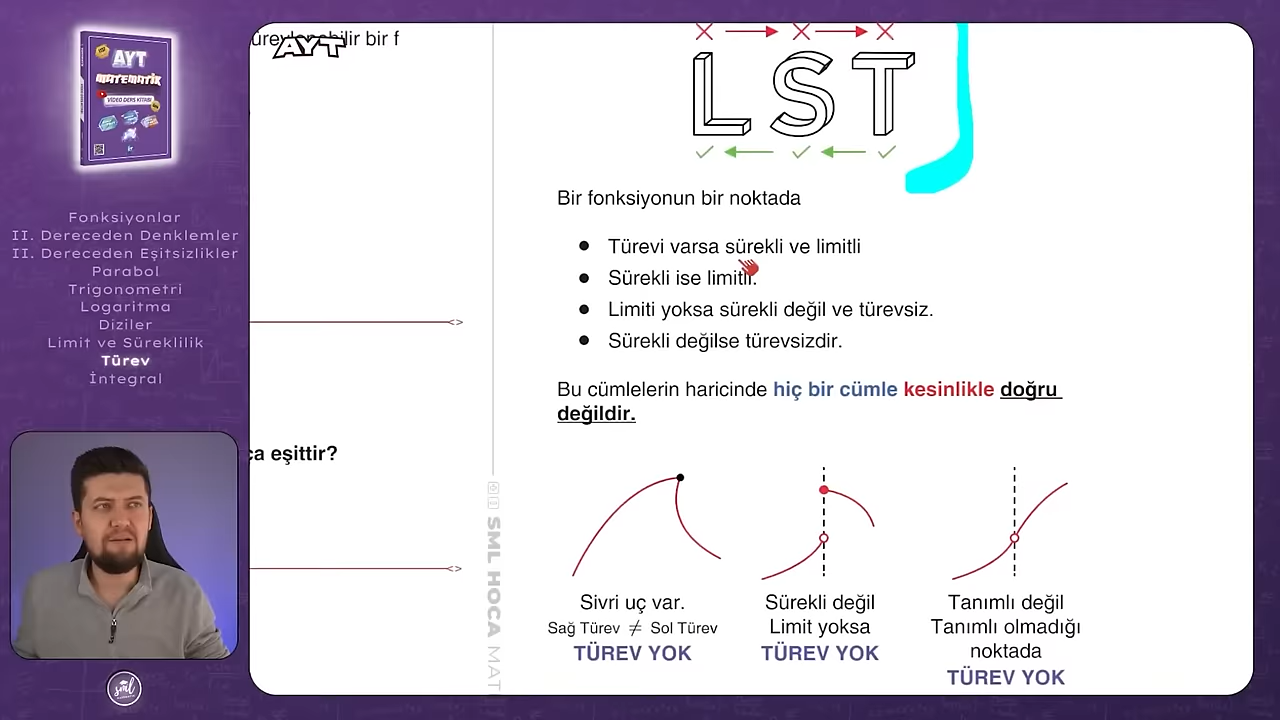 AYT
MATEMATİK
VİDEO DERS KİTABI
Fonksiyonlar
II. Dereceden Denklemler
II. Dereceden Eşitsizlikler
Parabol
Trigonometri
Logaritma
Diziler
Limit ve Süreklilik
Türev
İntegral
sml
AYT
bilir bir f
ca eşittir?
SML HOCA MAT
LST
Bir fonksiyonun bir noktada
● Türevi varsa sürekli ve limitli
● Sürekli ise limitli.
● Limiti yoksa sürekli değil ve türevsiz.
● Sürekli değilse türevsizdir.
Bu cümlelerin haricinde hiç bir cümle kesinlikle doğru
değildir.
Sivri uç var.
Sağ Türev ≠ Sol Türev
TÜREV YOK
Sürekli değil
Limit yoksa
TÜREV YOK
Tanımlı değil
Tanımlı olmadığı
noktada
TÜREV YOK